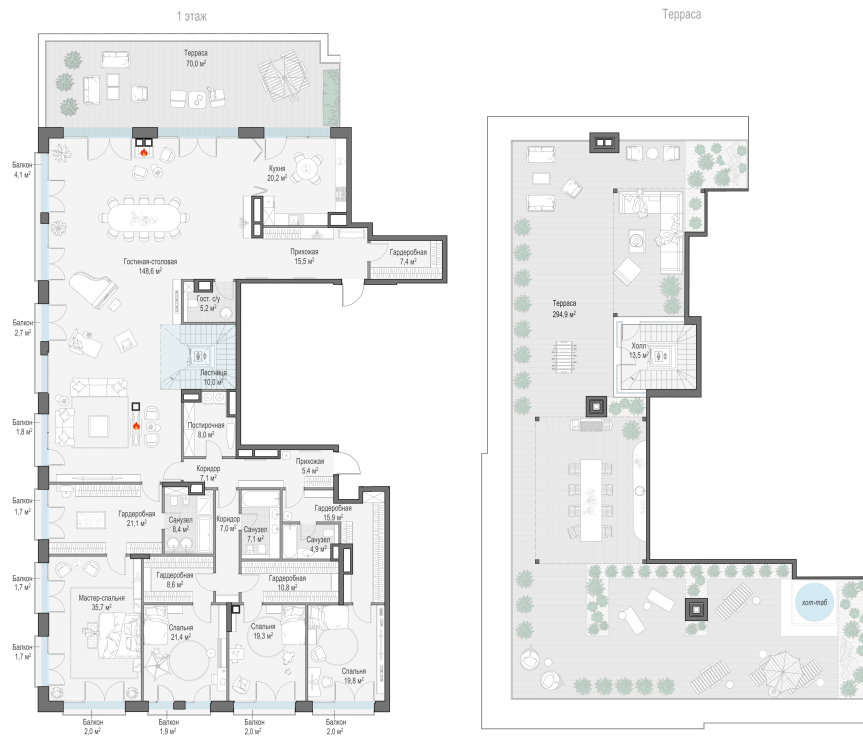 1 этаж
Терраса
Терраса
70,0 м²
Балкон
4,1 м²
Кухня
20,2 м²
Прихожая
15,5 м²
Гардеробная
7,4 м²
Гостиная-столовая
148,6 м²
Гост. с/у
5,2 м²
Балкон
2,7 м²
Лестница
10,0 м²
Балкон
1,8 м²
Постирочная
8,0 м²
Коридор
7,1 м²
Прихожая
5,4 м²
Балкон
1,7 м²
Гардеробная
21,1 м²
Санузел
8,4 м²
Коридор
7,0 м²
Санузел
7,1 м²
Гардеробная
15,9 м²
Санузел
4,9 м²
Балкон
1,7 м²
Гардеробная
8,6 м²
Гардеробная
10,8 м²
Мастер-спальня
35,7 м²
Балкон
1,7 м²
Спальня
21,4 м²
Спальня
19,3 м²
Спальня
19,8 м²
Балкон
2,0 м²
Балкон
1,9 м²
Балкон
2,0 м²
Балкон
2,0 м²
Терраса
294,9 м²
Холл
13,5 м²
хот-таб